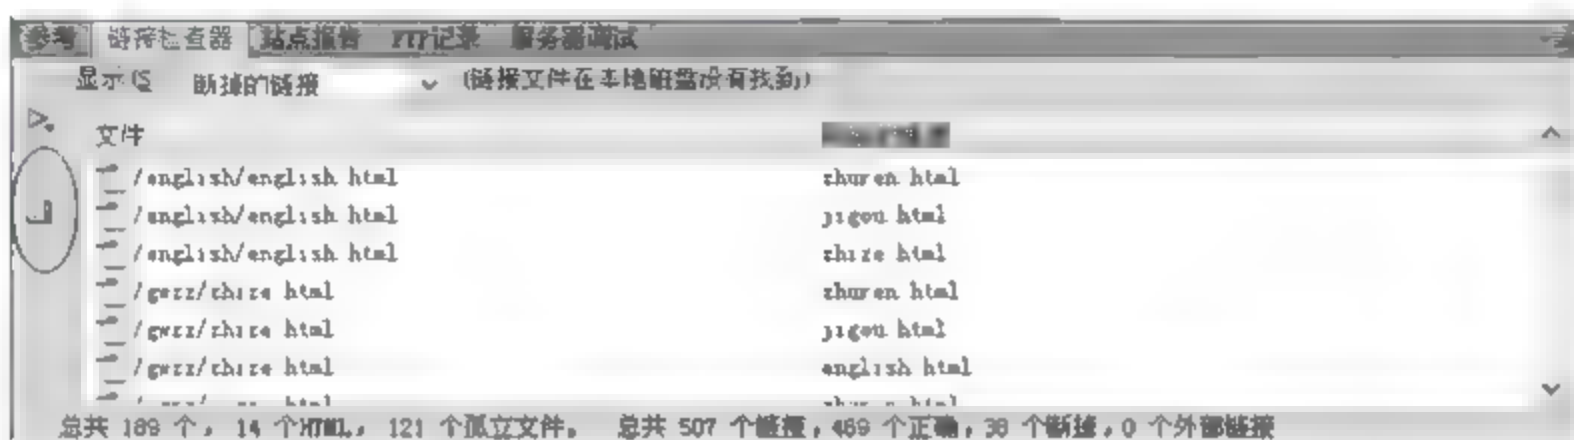 参考 链接检查器 站点报告 FTP记录 服务器调试
显示(S 断掉的链接 (链接文件在本地磁盘没有找到)
文件
/english/english html zhuren html
/english/english html jigou html
/english/english html zhize html
/gwzz/zhize html zhuren html
/gwzz/zhize html jigou html
/gwzz/zhize html english html
总共 189 个, 14 个HTML, 121 个孤立文件。 总共 507 个链接, 469 个正确, 38 个断掉, 0 个外部链接